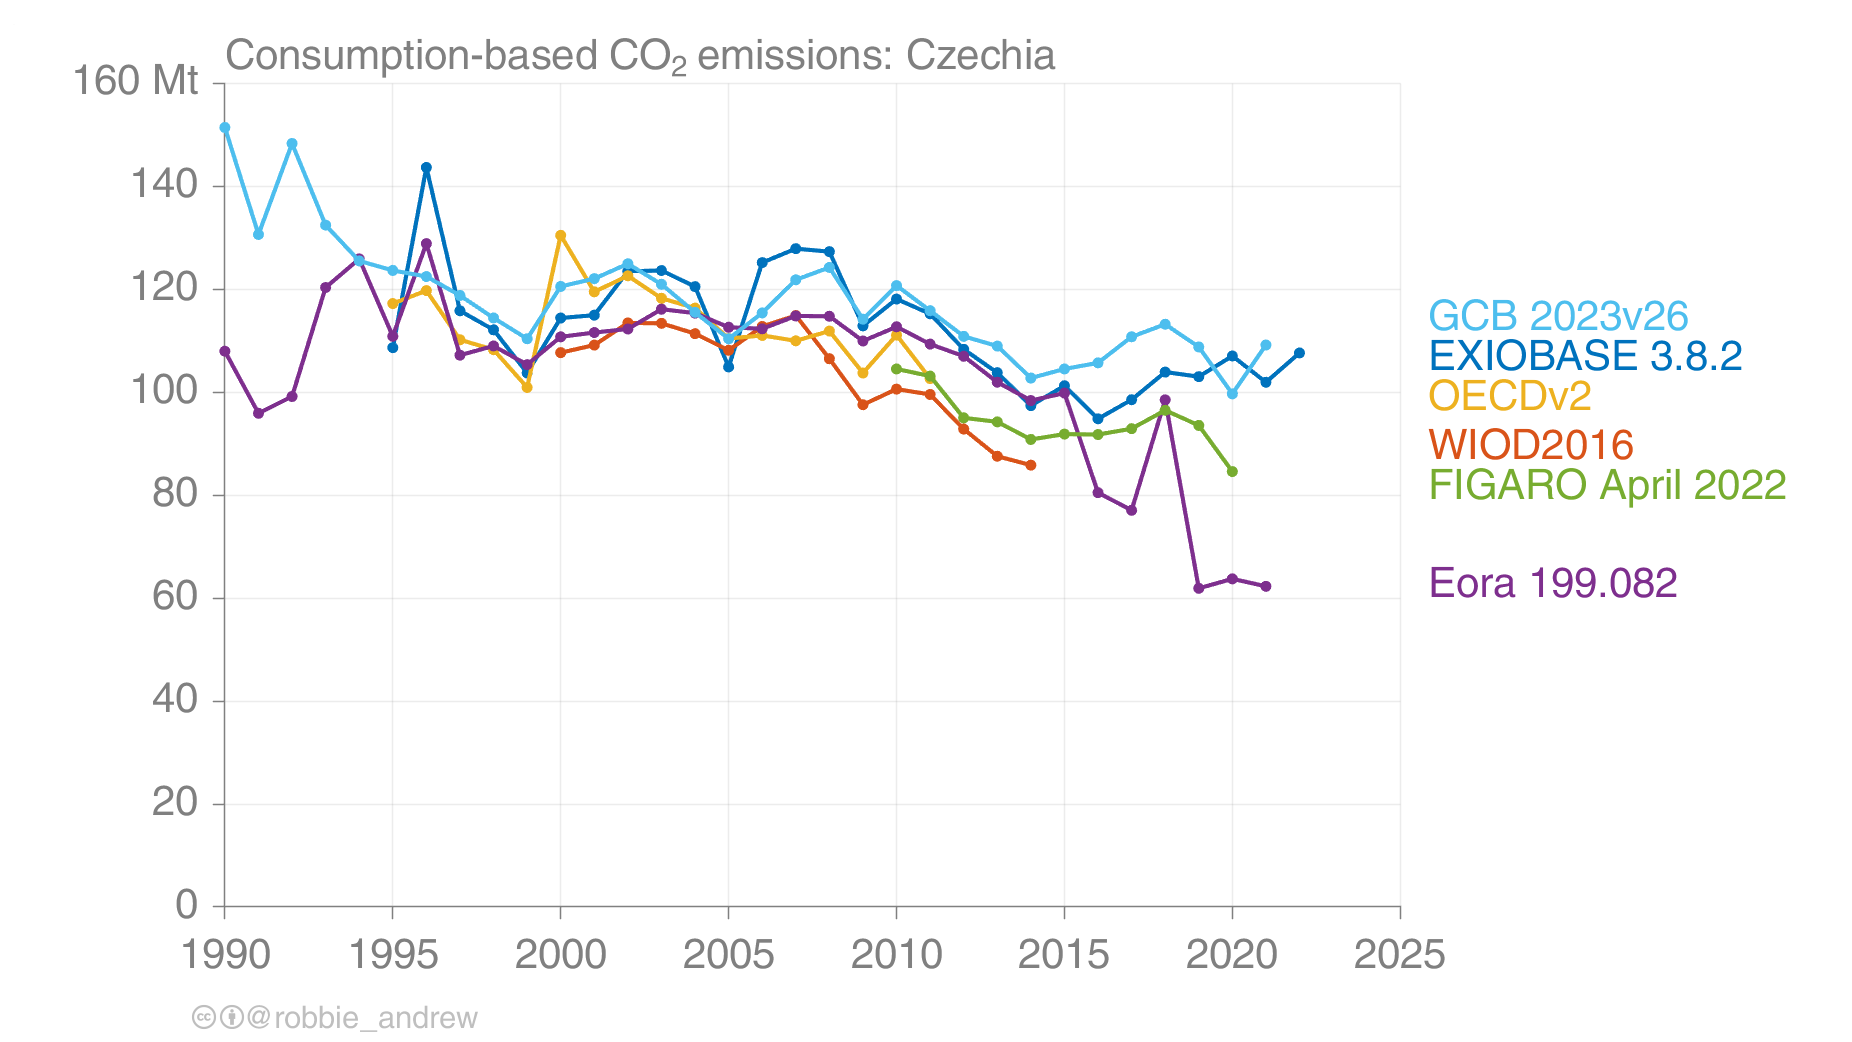 Consumption-based CO₂ emissions: Czechia
160 Mt
140
120
100
80
60
40
20
0
1990 1995 2000 2005 2010 2015 2020 2025
GCB 2023v26
EXIOBASE 3.8.2
OECDv2
WIOD2016
FIGARO April 2022
Eora 199.082
@robbie_andrew